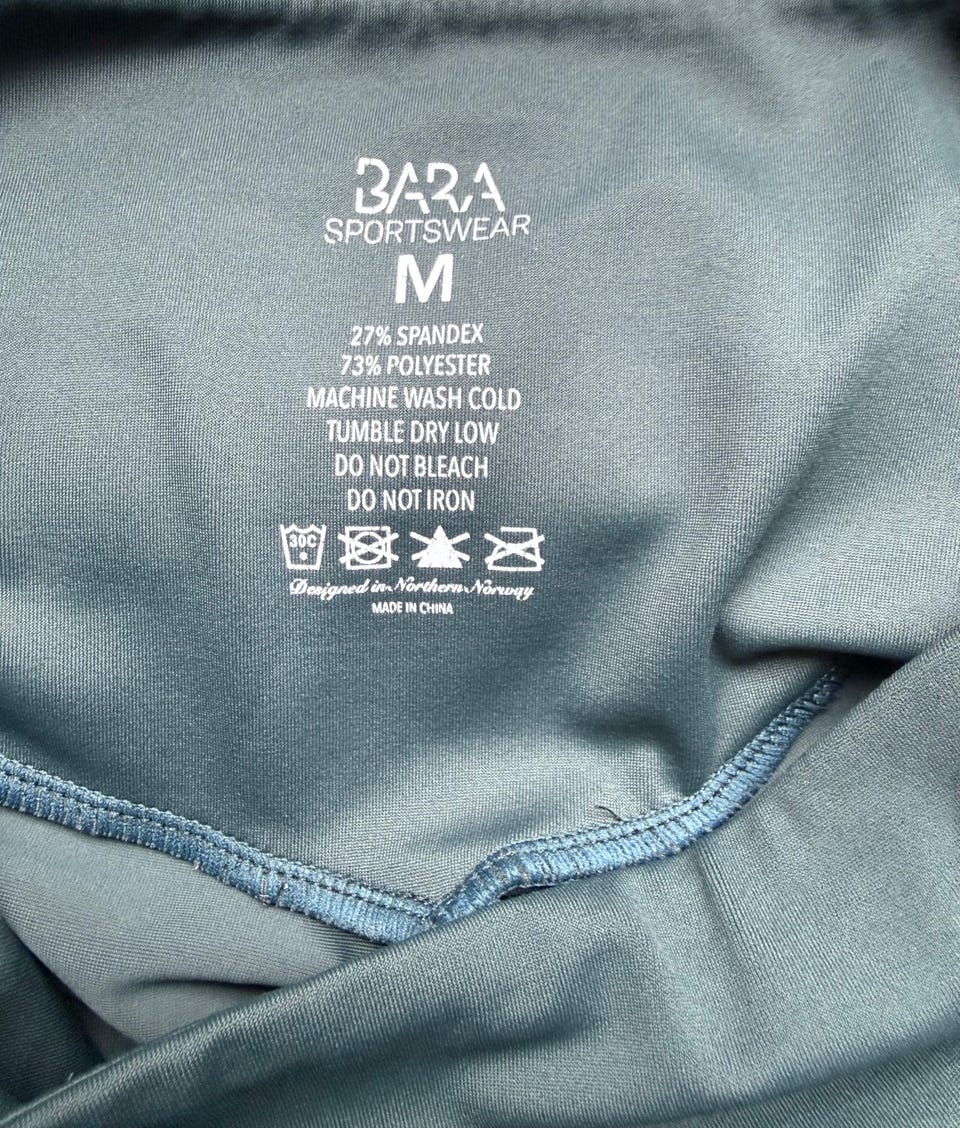 BARA
SPORTSWEAR
M
27% SPANDEX
73% POLYESTER
MACHINE WASH COLD
TUMBLE DRY LOW
DO NOT BLEACH
DO NOT IRON
30C
Designed in Northern Norway
MADE IN CHINA